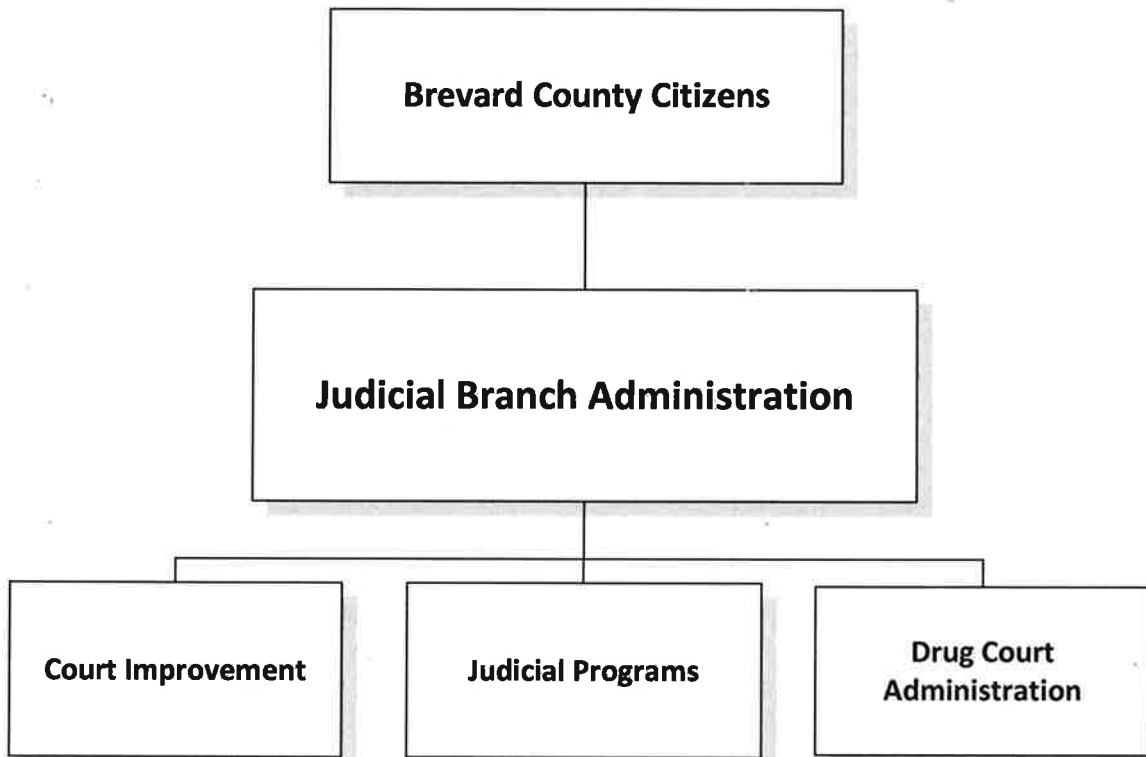 Brevard County Citizens
Judicial Branch Administration
Court Improvement
Judicial Programs
Drug Court
Administration